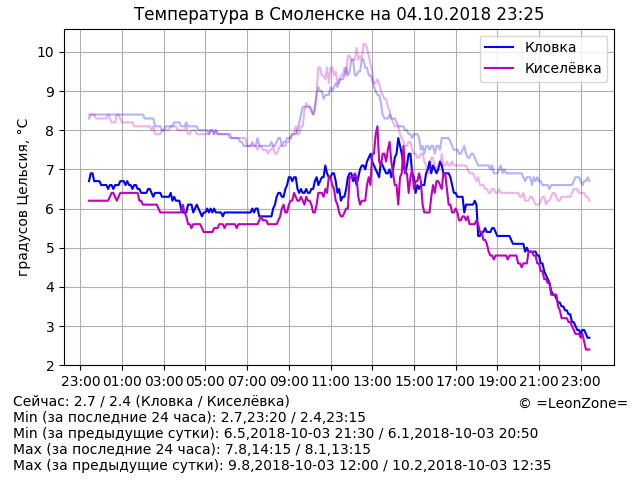 Температура в Смоленске на 04.10.2018 23:25
Кловка
Киселёвка
градусов Цельсия, °C
10
9
8
7
6
5
4
3
2
23:00 01:00 03:00 05:00 07:00 09:00 11:00 13:00 15:00 17:00 19:00 21:00 23:00
Сейчас: 2.7 / 2.4 (Кловка / Киселёвка)
© =LeonZone=
Min (за последние 24 часа): 2.7,23:20 / 2.4,23:15
Min (за предыдущие сутки): 6.5,2018-10-03 21:30 / 6.1,2018-10-03 20:50
Max (за последние 24 часа): 7.8,14:15 / 8.1,13:15
Max (за предыдущие сутки): 9.8,2018-10-03 12:00 / 10.2,2018-10-03 12:35